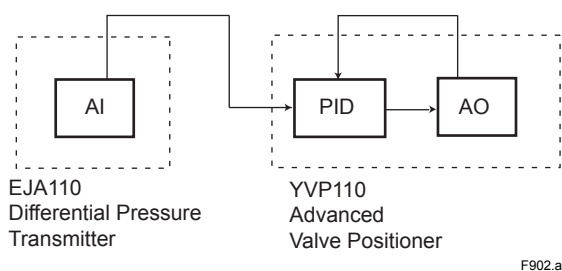 AI
PID
AO
EJA110
Differential Pressure
Transmitter
YVP110
Advanced
Valve Positioner
F902.a